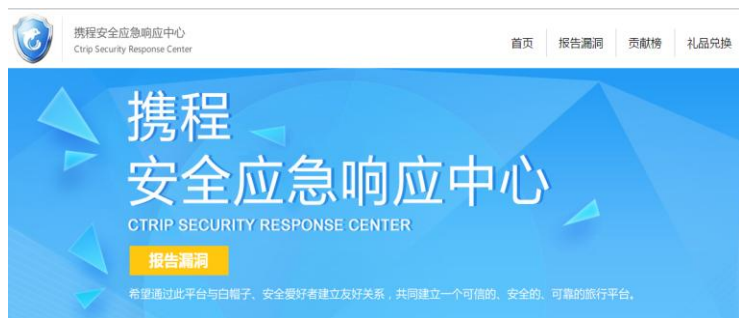 携程安全应急响应中心
Ctrip Security Response Center
首页 报告漏洞 贡献榜 礼品兑换
携程
安全应急响应中心
CTRIP SECURITY RESPONSE CENTER
报告漏洞
希望通过此平台与白帽子、安全爱好者建立友好关系，共同建立一个可信的、安全的、可靠的旅行平台。